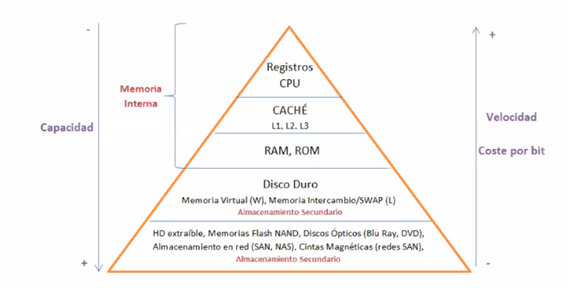 -
+
Registros
CPU
Memoria
Interna
CACHÉ
L1, L2. L3
Capacidad
Velocidad
RAM, ROM
Coste por bit
Disco Duro
Memoria Virtual (W), Memoria Intercambio/SWAP (L)
Almacenamiento Secundario
HD extraíble, Memorias Flash NAND, Discos Ópticos (Blu Ray, DVD),
Almacenamiento en red (SAN, NAS), Cintas Magnéticas (redes SAN),
Almacenamiento Secundario
+
-